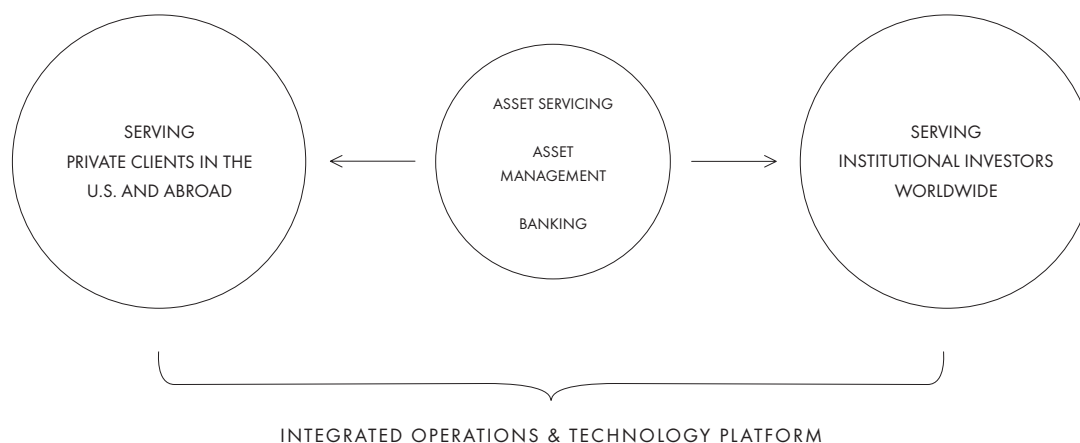 SERVING
PRIVATE CLIENTS IN THE
U.S. AND ABROAD
ASSET SERVICING
ASSET
MANAGEMENT
BANKING
SERVING
INSTITUTIONAL INVESTORS
WORLDWIDE
INTEGRATED OPERATIONS & TECHNOLOGY PLATFORM